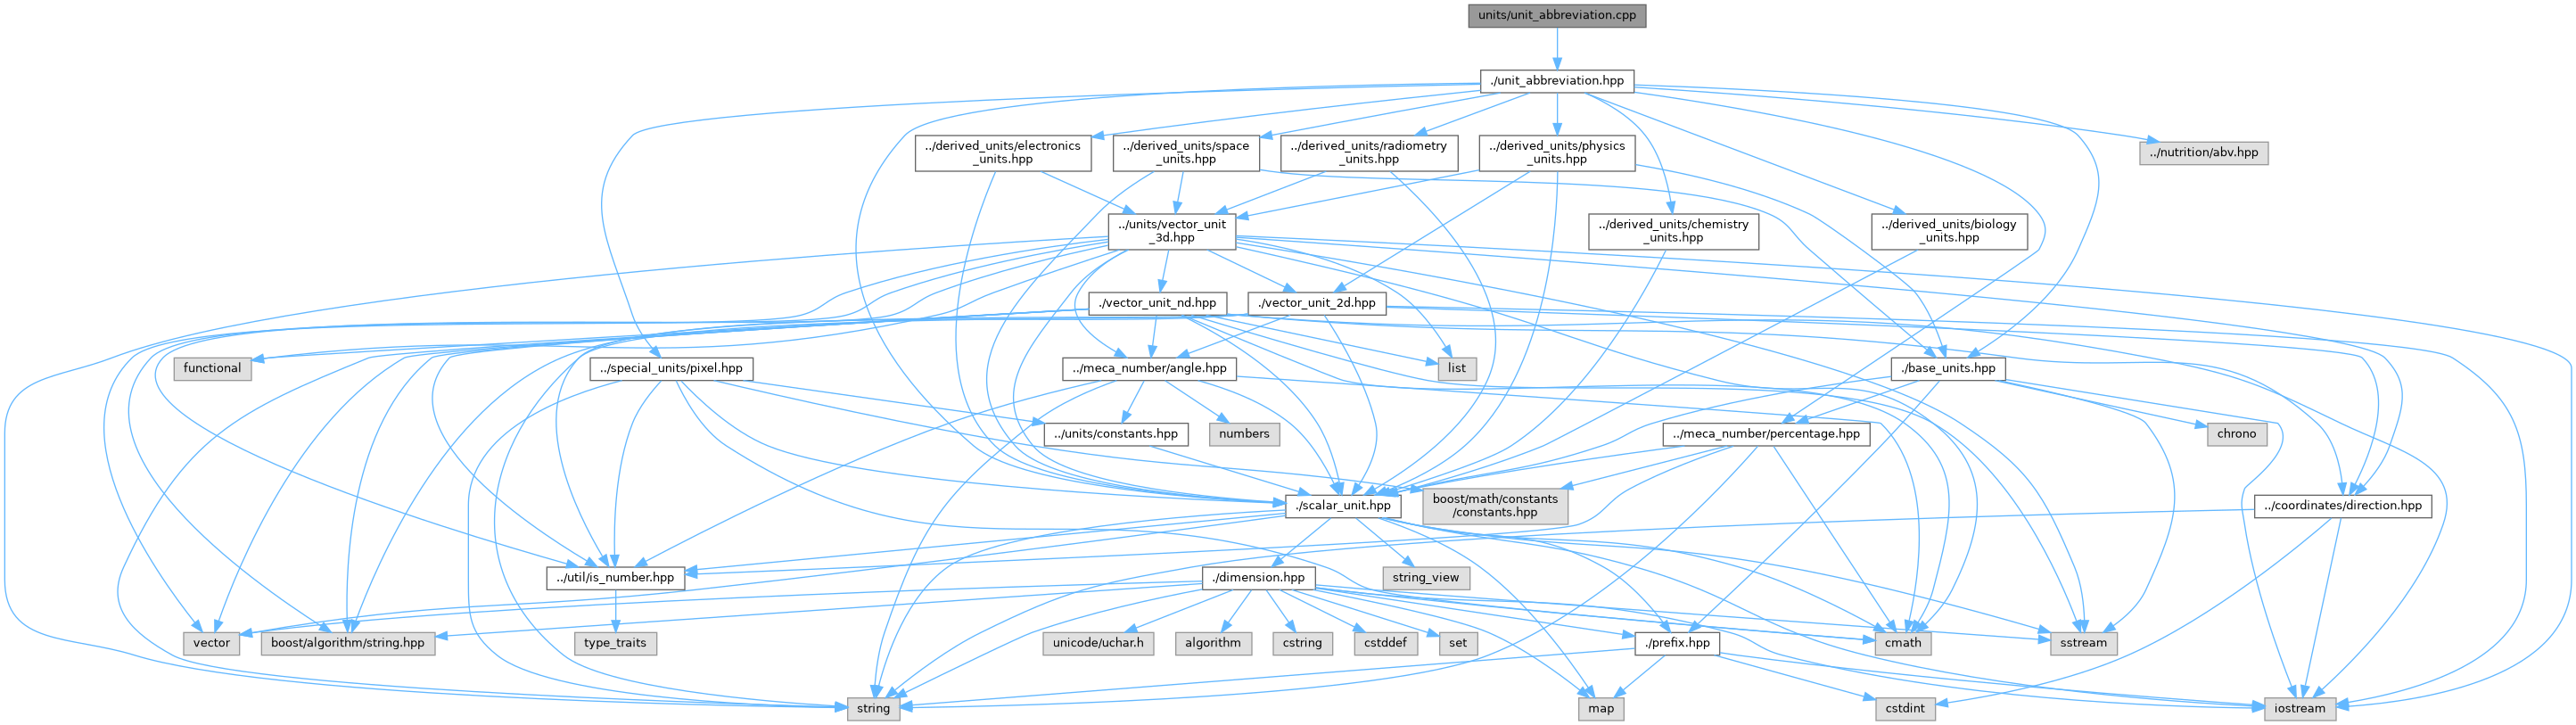 units/unit_abbreviation.cpp
./unit_abbreviation.hpp
../derived_units/electronics
_units.hpp
../derived_units/space
_units.hpp
../derived_units/radiometry
_units.hpp
../derived_units/physics
_units.hpp
../nutrition/abv.hpp
../units/vector_unit
_3d.hpp
../derived_units/chemistry
_units.hpp
../derived_units/biology
_units.hpp
./vector_unit_nd.hpp
./vector_unit_2d.hpp
functional
../special_units/pixel.hpp
../meca_number/angle.hpp
list
./base_units.hpp
../units/constants.hpp
numbers
../meca_number/percentage.hpp
chrono
./scalar_unit.hpp
boost/math/constants
/constants.hpp
../coordinates/direction.hpp
../util/is_number.hpp
./dimension.hpp
string_view
vector
boost/algorithm/string.hpp
type_traits
unicode/uchar.h
algorithm
cstring
cstddef
set
./prefix.hpp
cmath
sstream
string
map
cstdint
iostream